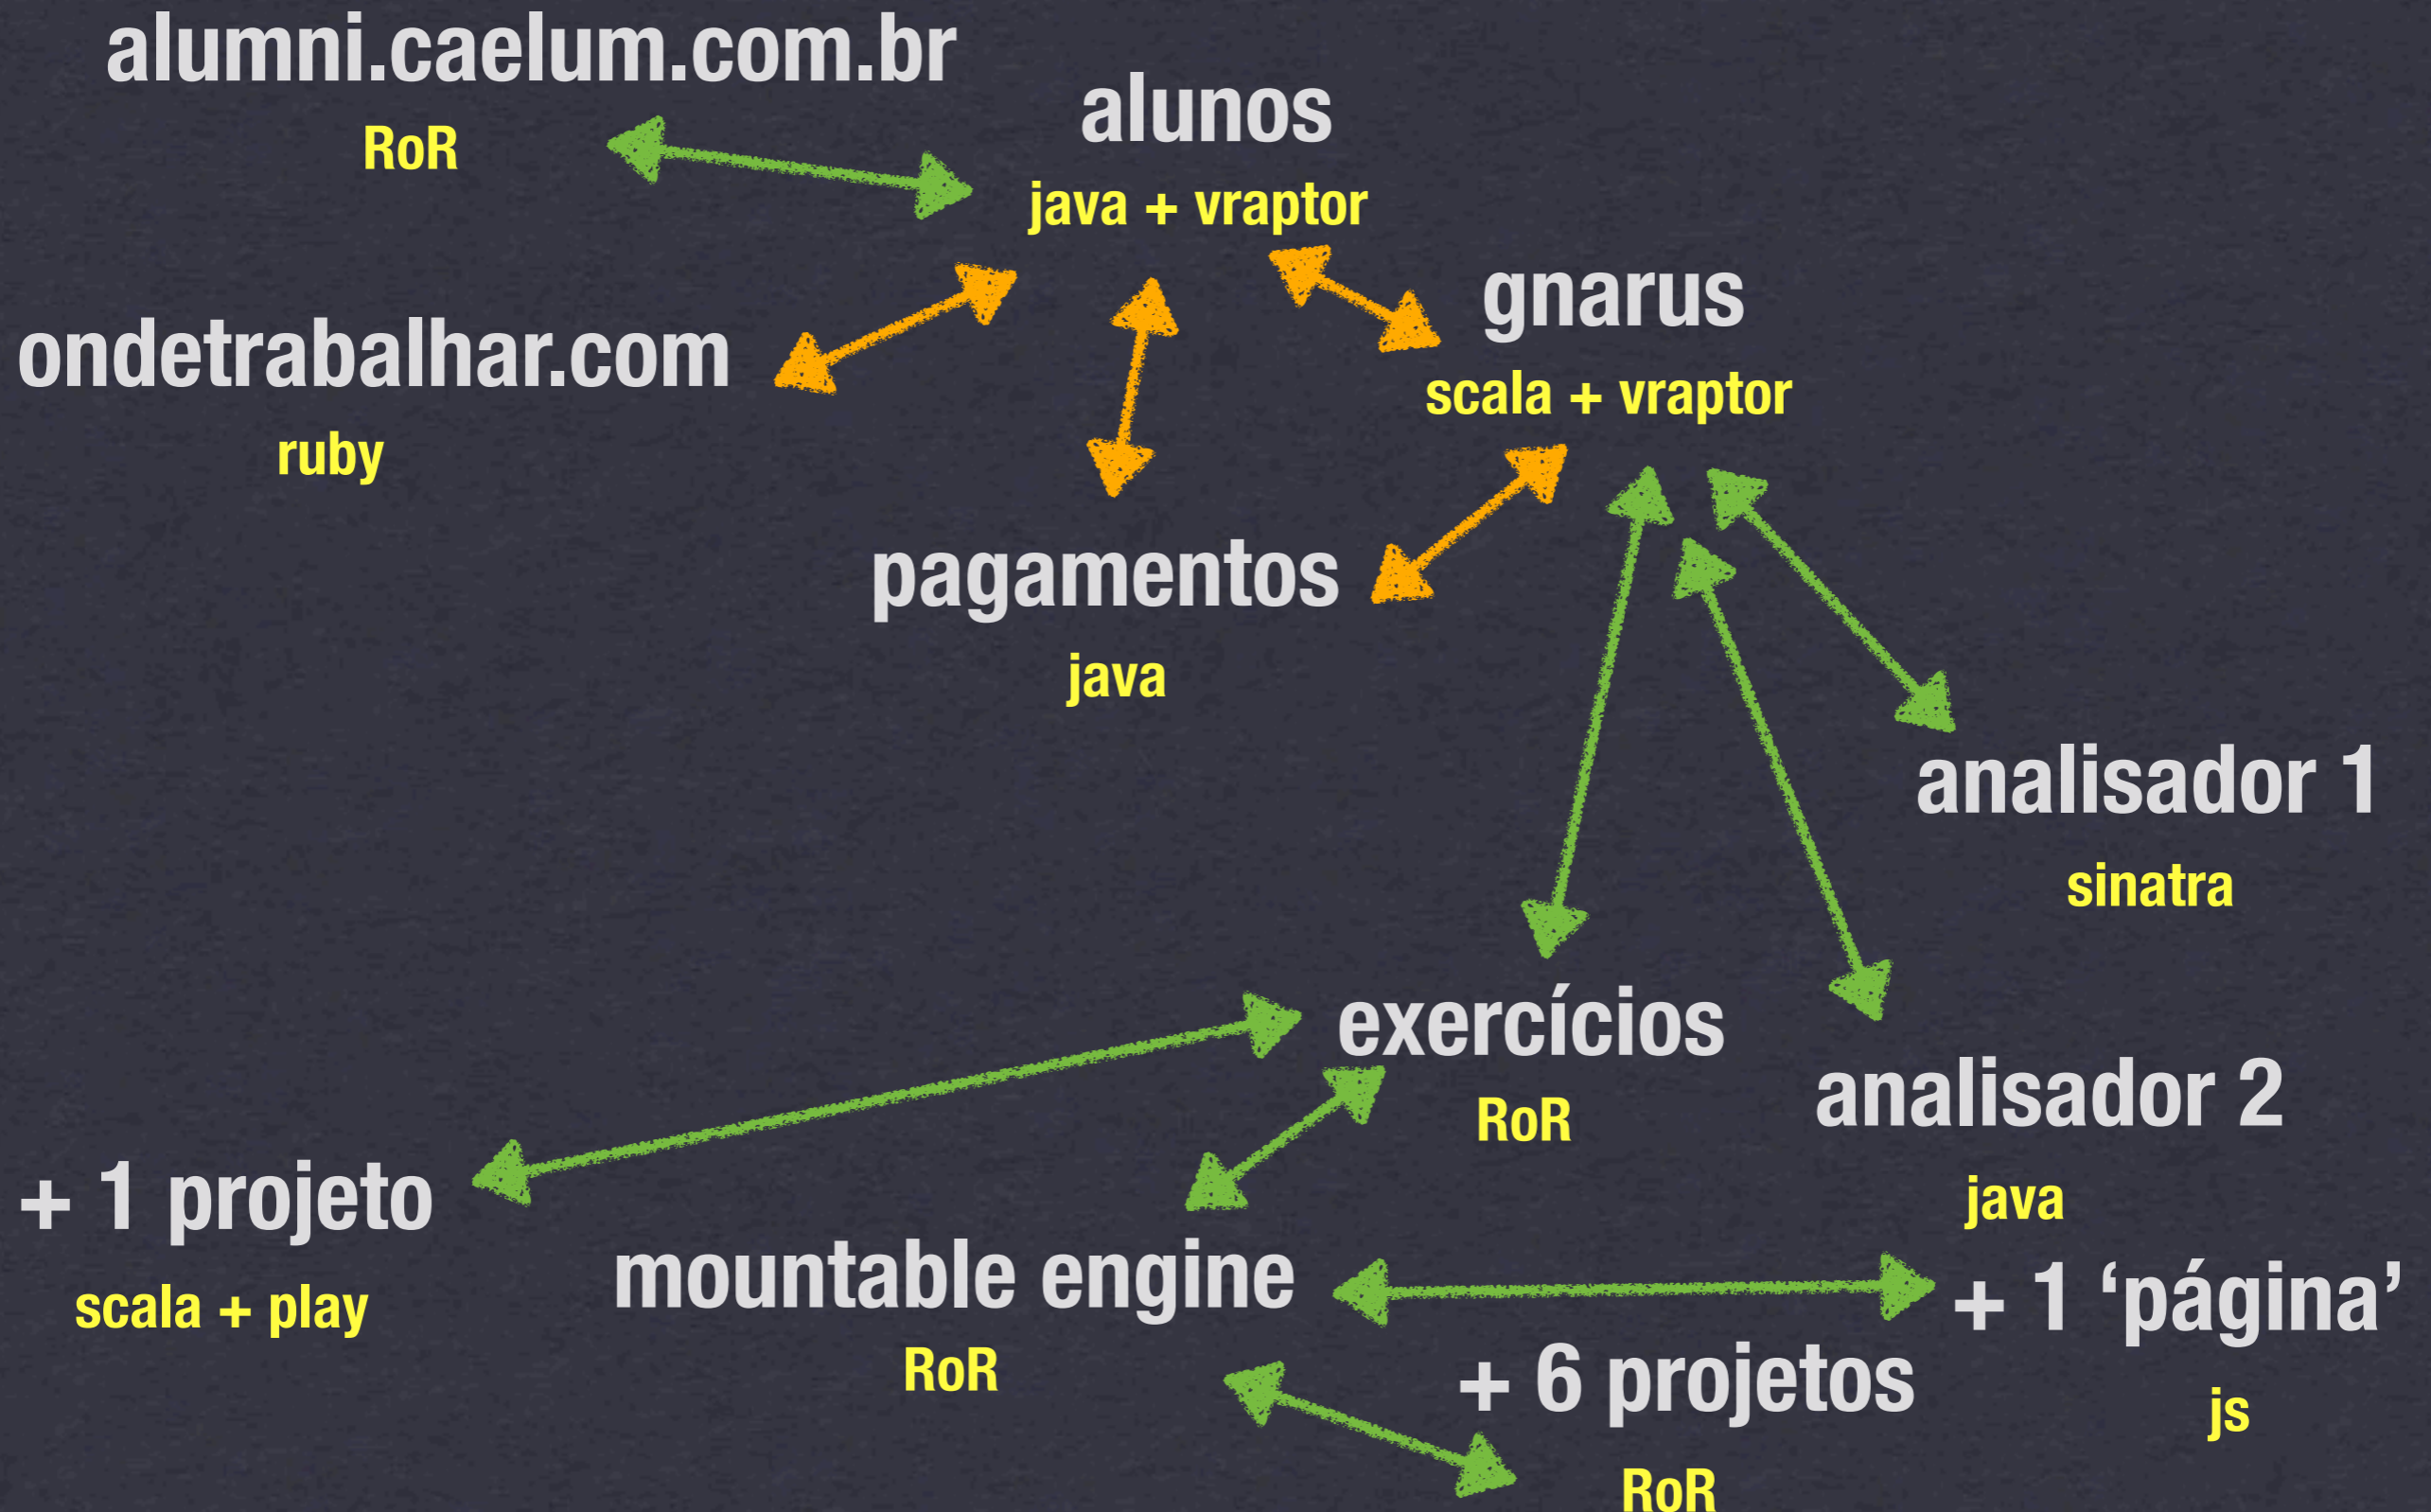 alumni.caelum.com.br
RoR
alunos
java + vraptor
ondetrabalhar.com
ruby
gnarus
scala + vraptor
pagamentos
java
analisador 1
sinatra
exercícios
RoR
analisador 2
java
+ 1 projeto
scala + play
mountable engine
RoR
+ 1 ‘página’
js
+ 6 projetos
RoR